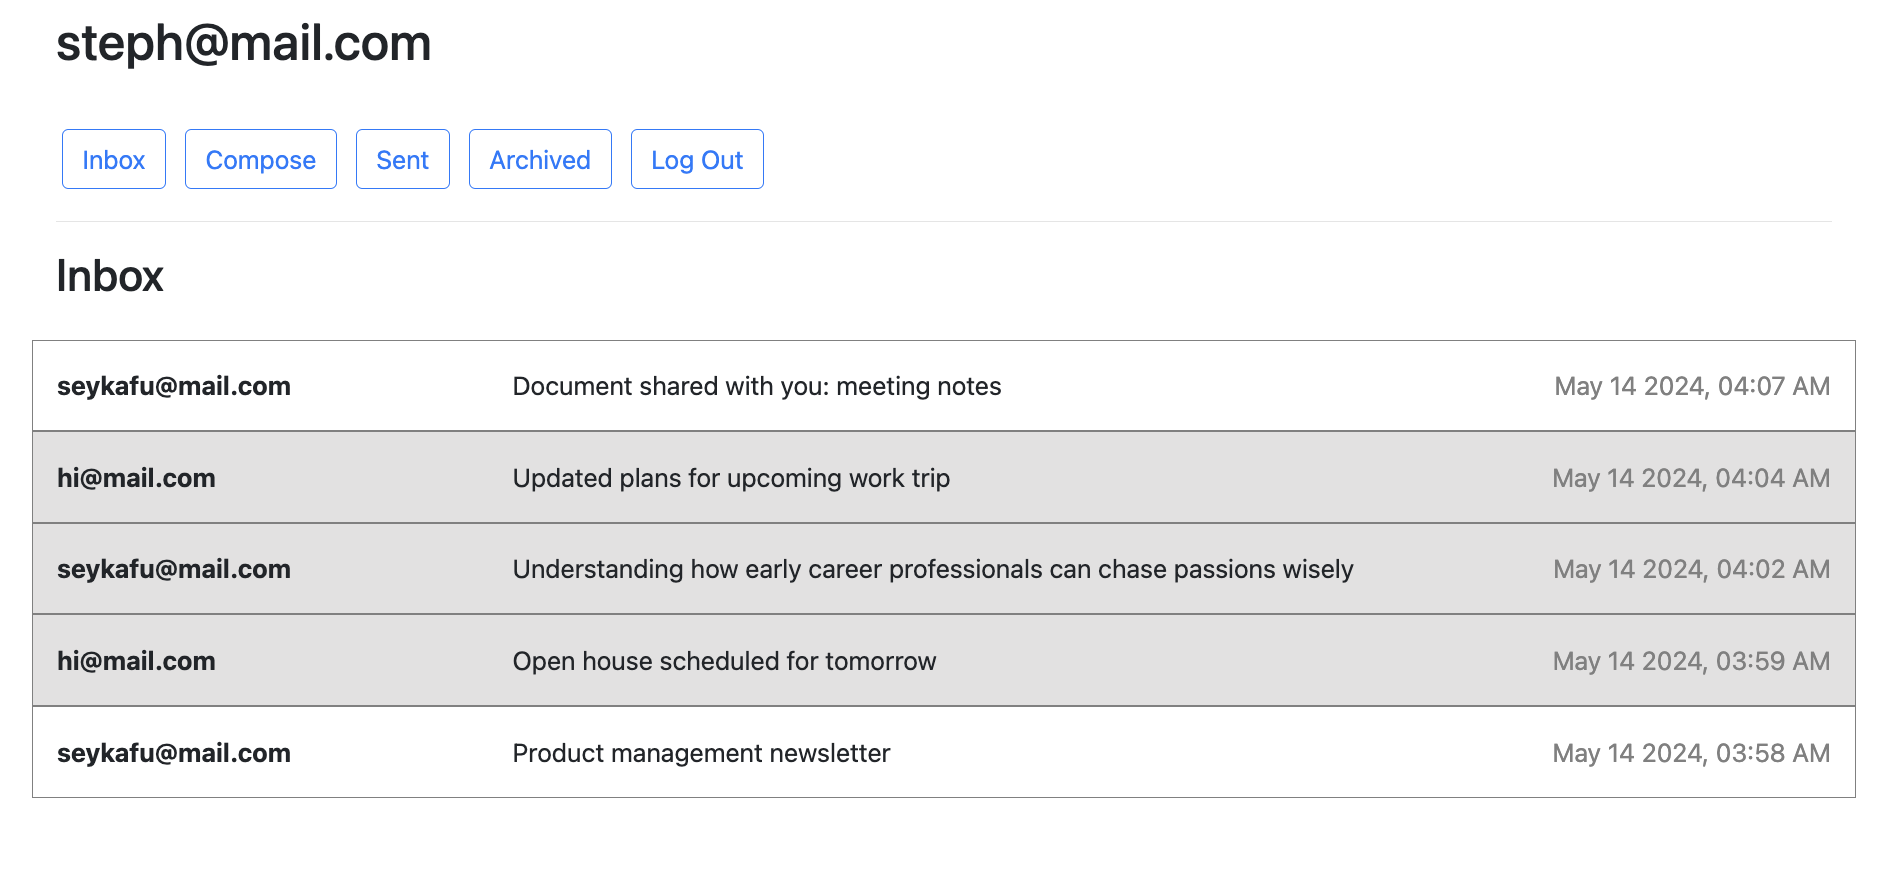 steph@mail.com
Inbox Compose Sent Archived Log Out
Inbox
seykafu@mail.com Document shared with you: meeting notes May 14 2024, 04:07 AM
hi@mail.com Updated plans for upcoming work trip May 14 2024, 04:04 AM
seykafu@mail.com Understanding how early career professionals can chase passions wisely May 14 2024, 04:02 AM
hi@mail.com Open house scheduled for tomorrow May 14 2024, 03:59 AM
seykafu@mail.com Product management newsletter May 14 2024, 03:58 AM